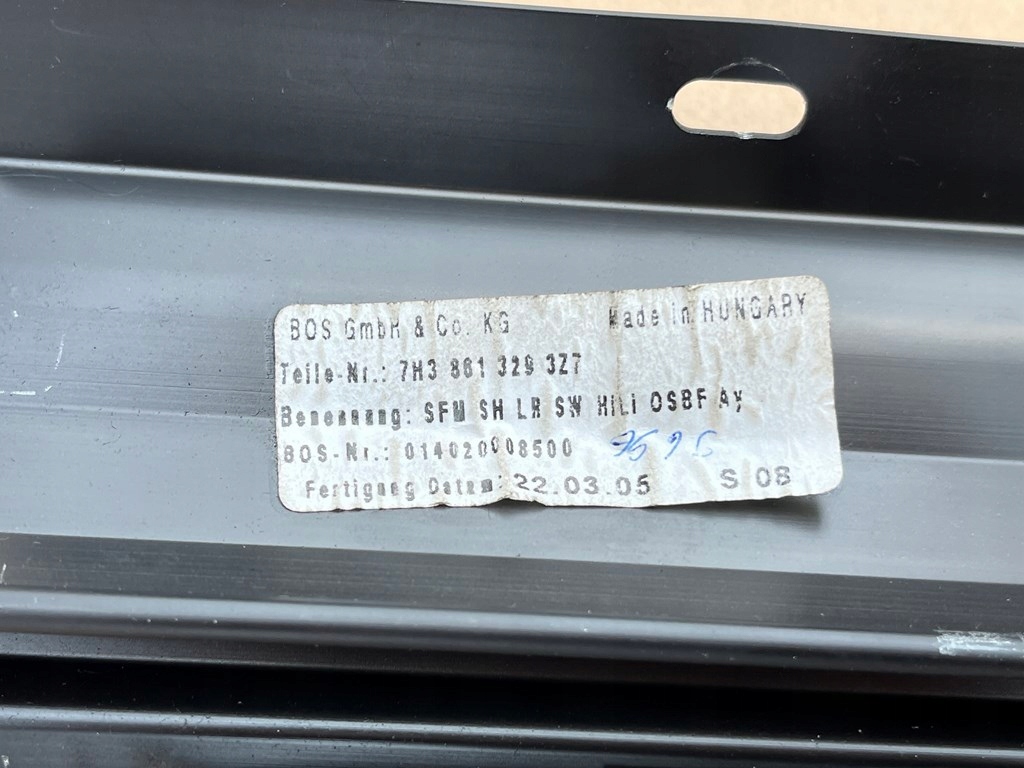 BOS GmbH & Co. KG Made in HUNGARY
Teile-Nr.: 7H3 861 329 3Z7
Benennung: SFM SH LR SW HiLi OSBF Ay
BOS-Nr.: 014020008500
Fertigung Datum: 22.03.05 S 08